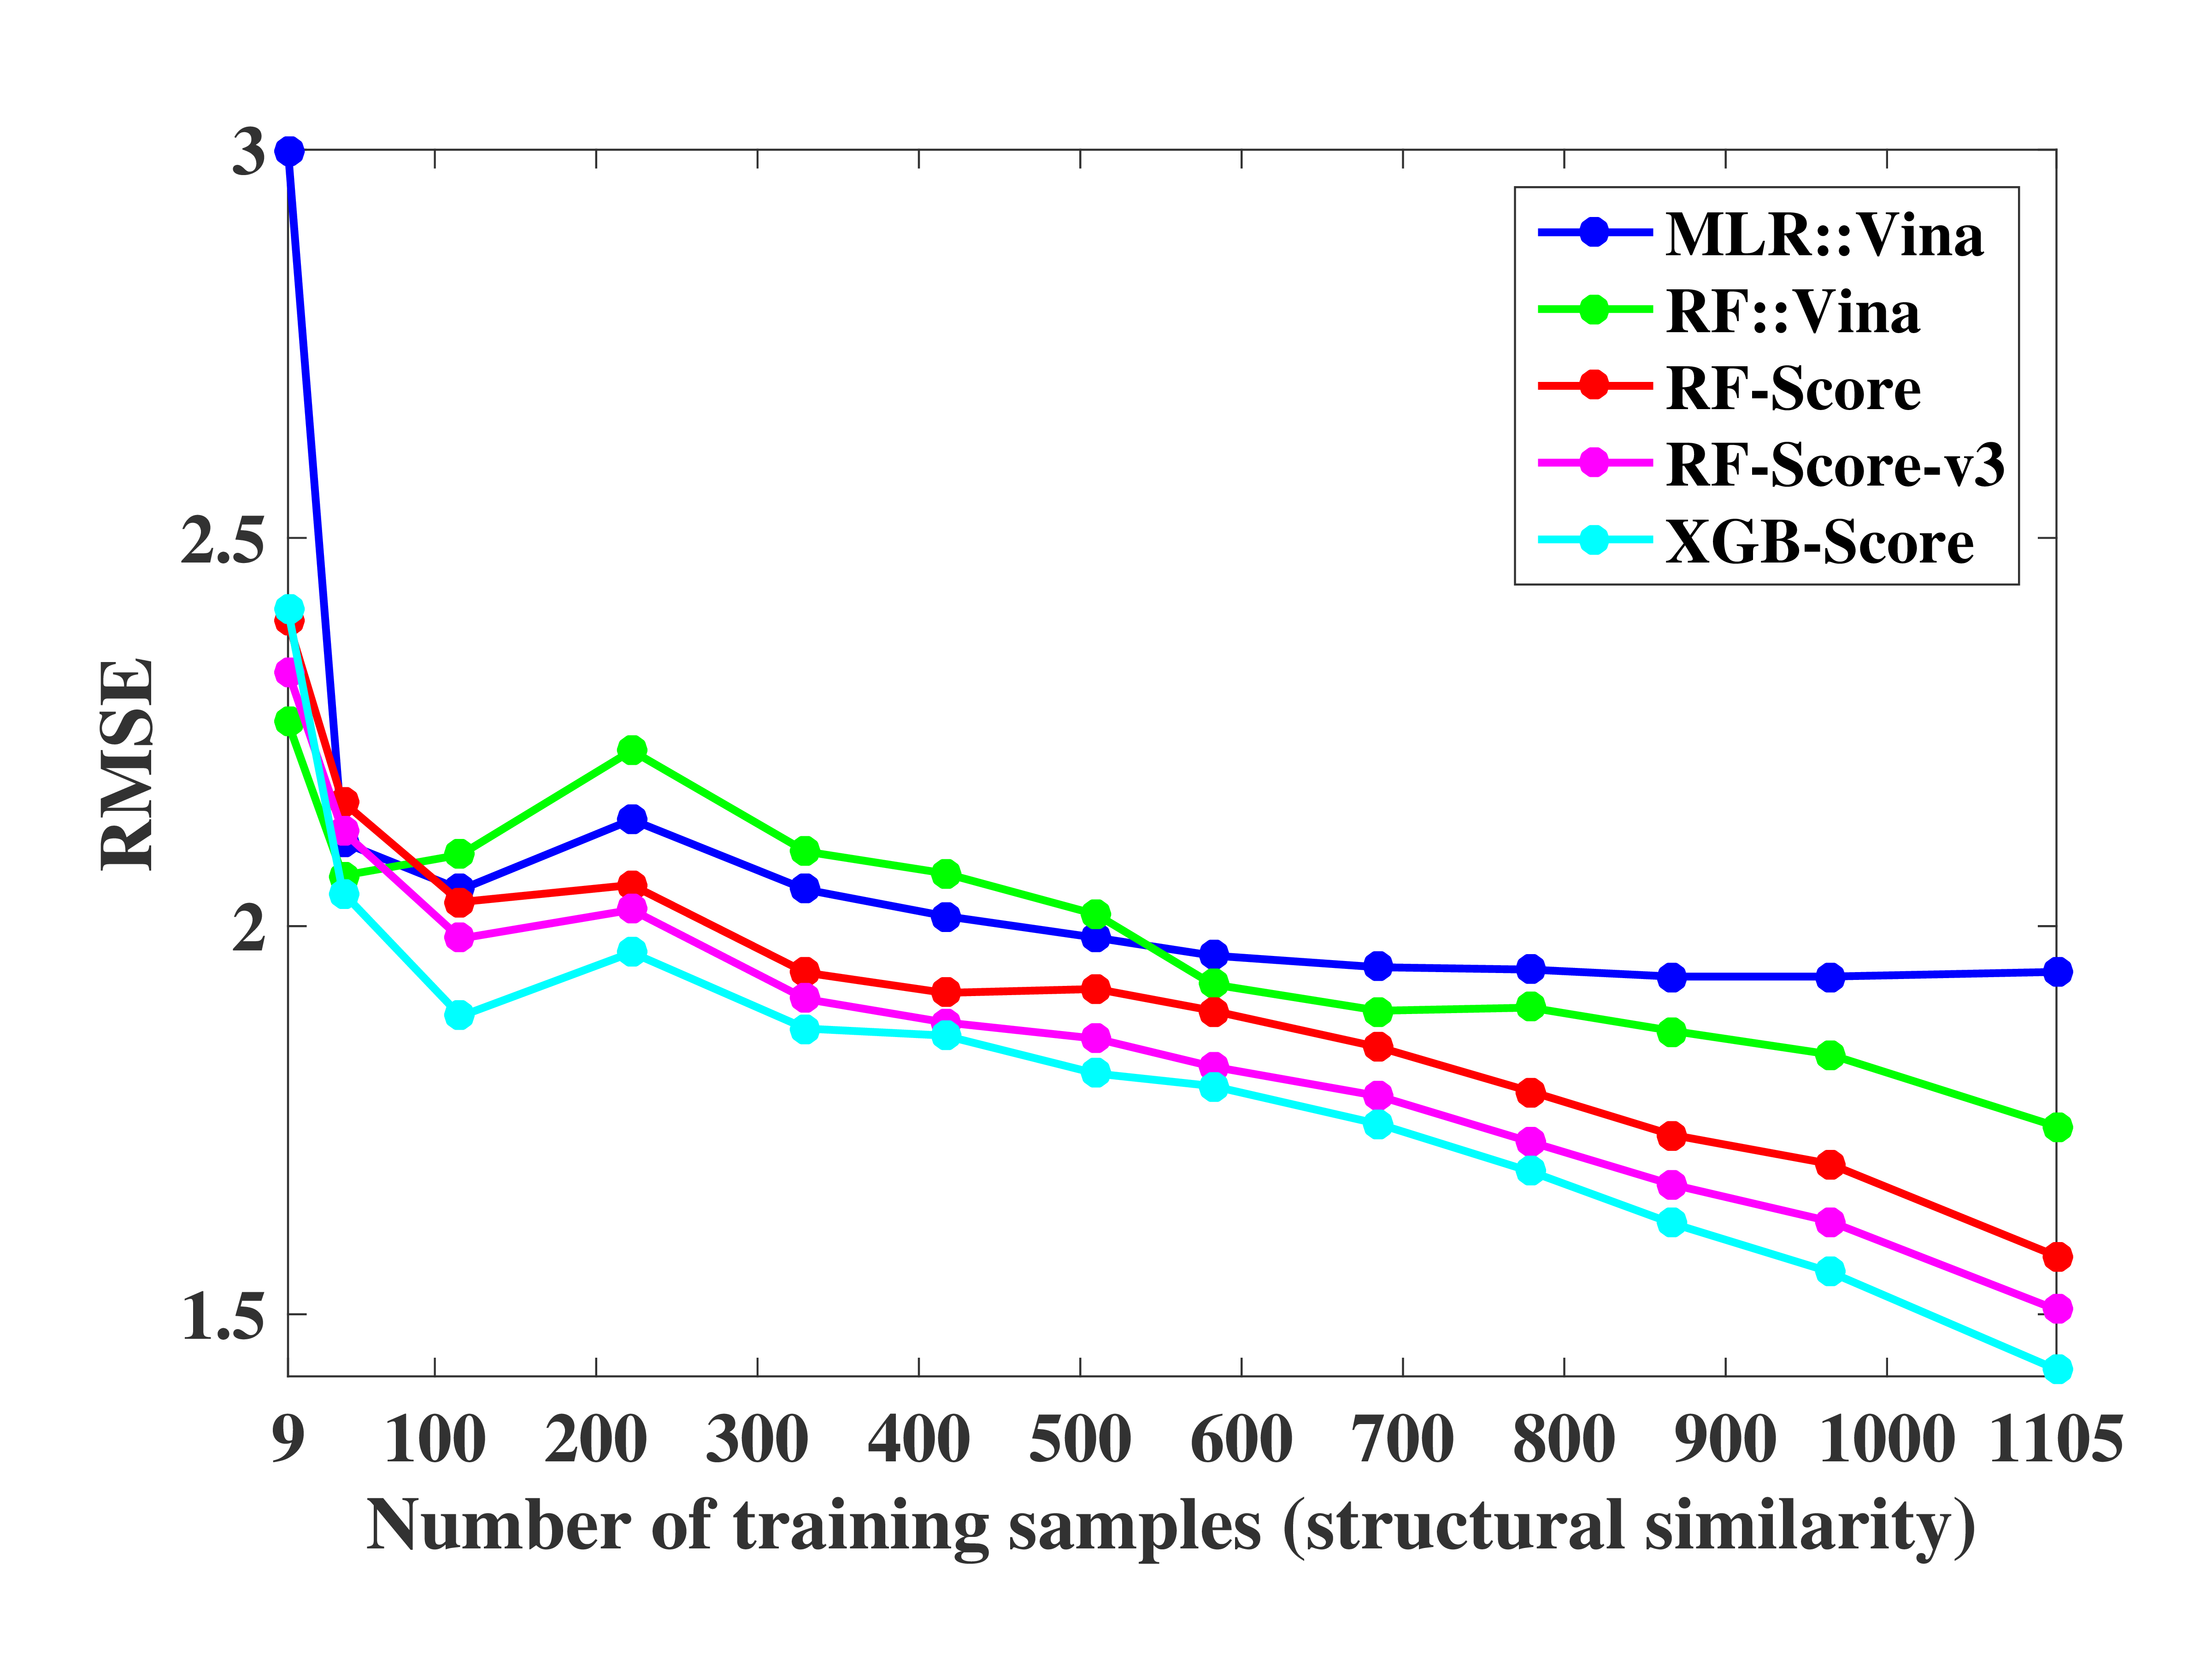 3
2.5
2
1.5
RMSE
MLR::Vina
RF::Vina
RF-Score
RF-Score-v3
XGB-Score
9 100 200 300 400 500 600 700 800 900 1000 1105
Number of training samples (structural similarity)